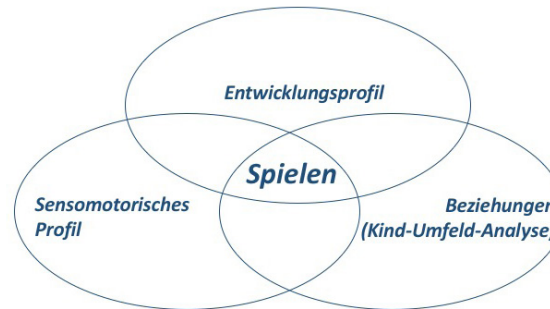 Entwicklungsprofil
Spielen
Sensomotorisches
Profil
Beziehungen
(Kind-Umfeld-Analyse)